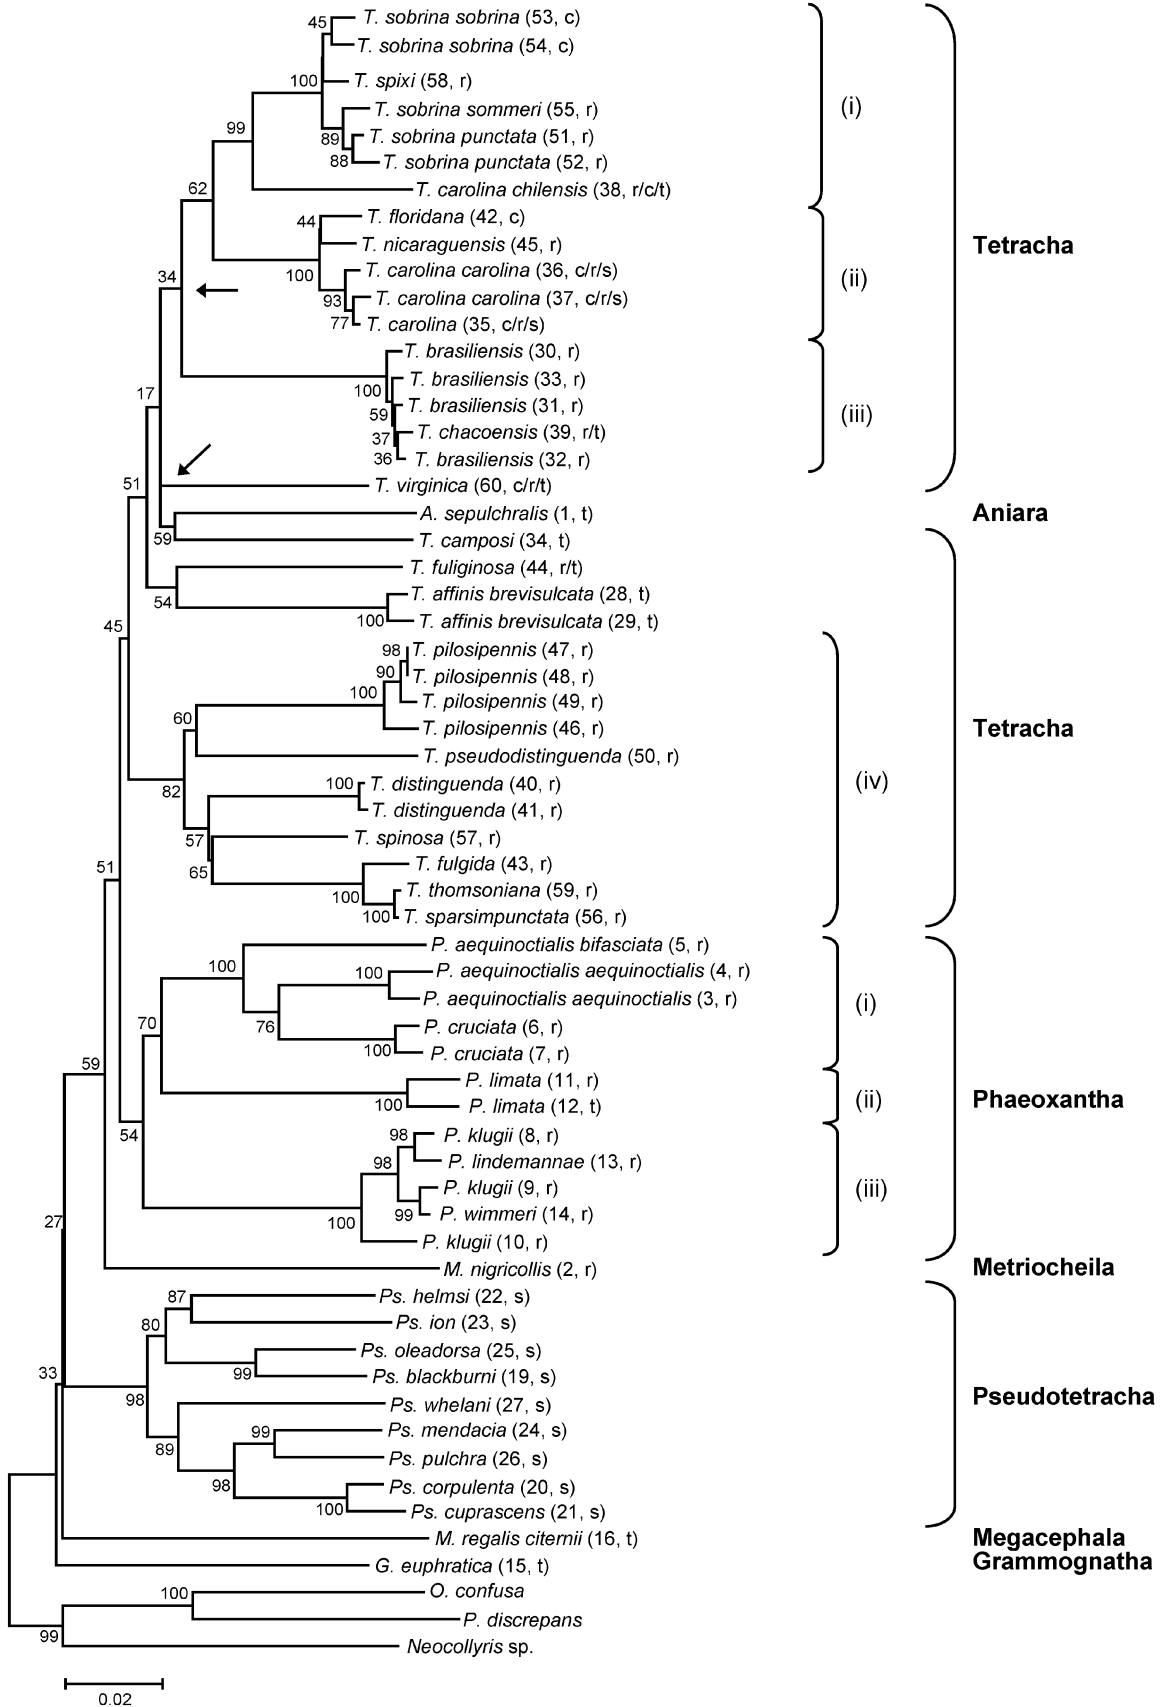 45
T. sobrina sobrina (53, c)
T. sobrina sobrina (54, c)
100
T. spixi (58, r)
(i)
T. sobrina sommeri (55, r)
99
89
T. sobrina punctata (51, r)
88
T. sobrina punctata (52, r)
62
T. carolina chilensis (38, r/c/t)
44
T. floridana (42, c)
T. nicaraguensis (45, r)
Tetracha
34
100
T. carolina carolina (36, c/r/s)
(ii)
93
T. carolina carolina (37, c/r/s)
77
T. carolina (35, c/r/s)
T. brasiliensis (30, r)
17
100
T. brasiliensis (33, r)
59
T. brasiliensis (31, r)
(iii)
37
T. chacoensis (39, r/t)
36
T. brasiliensis (32, r)
51
T. virginica (60, c/r/t)
A. sepulchralis (1, t)
Aniara
59
T. camposi (34, t)
T. fuliginosa (44, r/t)
54
T. affinis brevisulcata (28, t)
45
100
T. affinis brevisulcata (29, t)
98
T. pilosipennis (47, r)
90
T. pilosipennis (48, r)
100
T. pilosipennis (49, r)
60
T. pilosipennis (46, r)
Tetracha
T. pseudodistinguenda (50, r)
82
100
T. distinguenda (40, r)
(iv)
T. distinguenda (41, r)
57
T. spinosa (57, r)
51
65
T. fulgida (43, r)
100
T. thomsoniana (59, r)
100
T. sparsimpunctata (56, r)
P. aequinoctialis bifasciata (5, r)
100
100
P. aequinoctialis aequinoctialis (4, r)
P. aequinoctialis aequinoctialis (3, r)
(i)
70
76
P. cruciata (6, r)
100
P. cruciata (7, r)
59
P. limata (11, r)
100
P. limata (12, t)
(ii)
Phaeoxantha
54
98
P. klugii (8, r)
98
P. lindemannae (13, r)
P. klugii (9, r)
(iii)
99
P. wimmeri (14, r)
27
100
P. klugii (10, r)
M. nigricollis (2, r)
Metriocheila
87
Ps. helmsi (22, s)
80
Ps. ion (23, s)
Ps. oleadorsa (25, s)
33
99
Ps. blackburni (19, s)
98
Ps. whelani (27, s)
Pseudotetracha
99
Ps. mendacia (24, s)
89
Ps. pulchra (26, s)
98
Ps. corpulenta (20, s)
100
Ps. cuprascens (21, s)
M. regalis citernii (16, t)
Megacephala
G. euphratica (15, t)
Grammognatha
100
O. confusa
P. discrepans
99
Neocollyris sp.
0.02